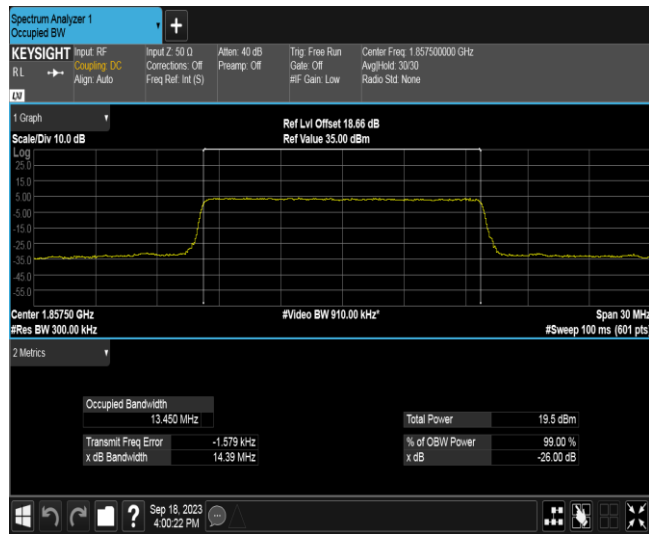 Spectrum Analyzer 1
Occupied BW
+
KEYSIGHT
RL
LXI
Input: RF
Coupling: DC
Align: Auto
Input Z: 50 Ω
Corrections: Off
Freq Ref: Int (S)
Atten: 40 dB
Preamp: Off
Trig: Free Run
Gate: Off
#IF Gain: Low
Center Freq: 1.857500000 GHz
Avg|Hold: 30/30
Radio Std: None
1 Graph
Scale/Div 10.0 dB
Ref Lvl Offset 18.66 dB
Ref Value 35.00 dBm
Log
25.0
15.0
5.00
-5.00
-15.0
-25.0
-35.0
-45.0
-55.0
Center 1.85750 GHz
#Res BW 300.00 kHz
#Video BW 910.00 kHz*
Span 30 MHz
#Sweep 100 ms (601 pts)
2 Metrics
Occupied Bandwidth
13.450 MHz
Transmit Freq Error -1.579 kHz
x dB Bandwidth 14.39 MHz
Total Power 19.5 dBm
% of OBW Power 99.00 %
x dB -26.00 dB
?
Sep 18, 2023
4:00:22 PM